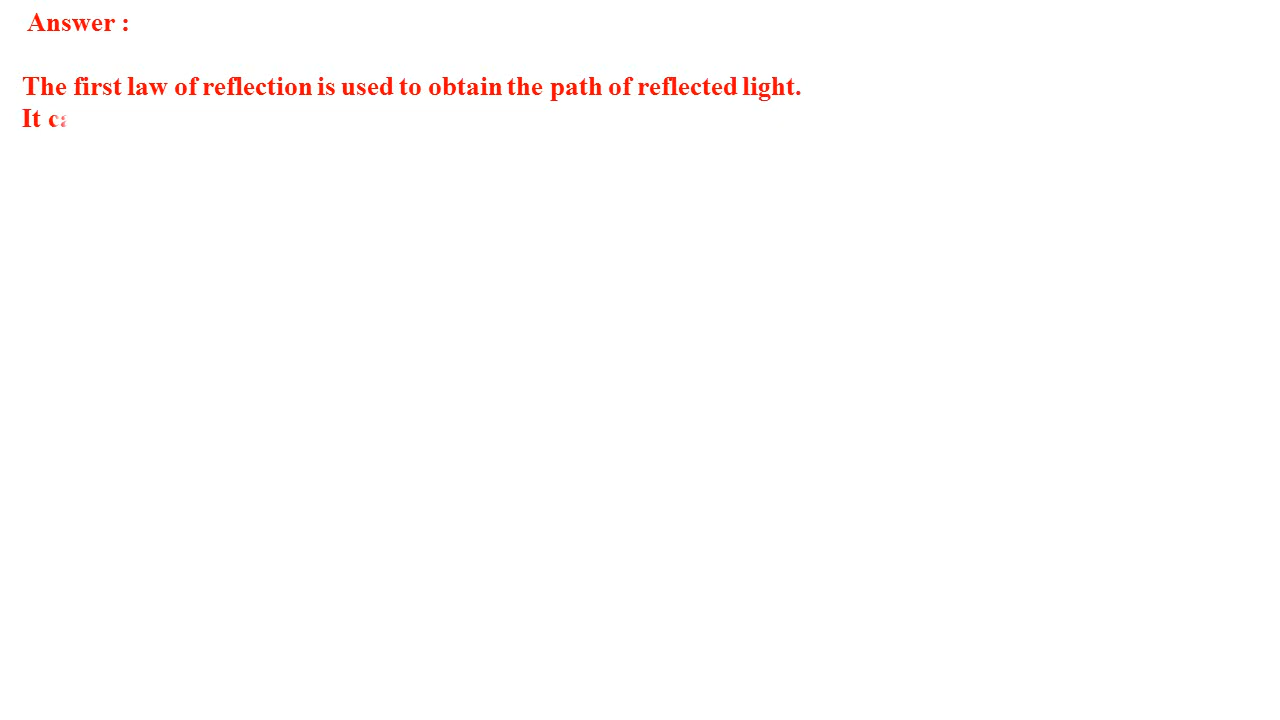 Answer :
The first law of reflection is used to obtain the path of reflected light.
It